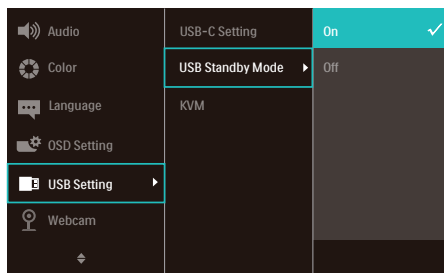 Audio
Color
Language
OSD Setting
USB Setting
Webcam
USB-C Setting
USB Standby Mode
KVM
On
Off